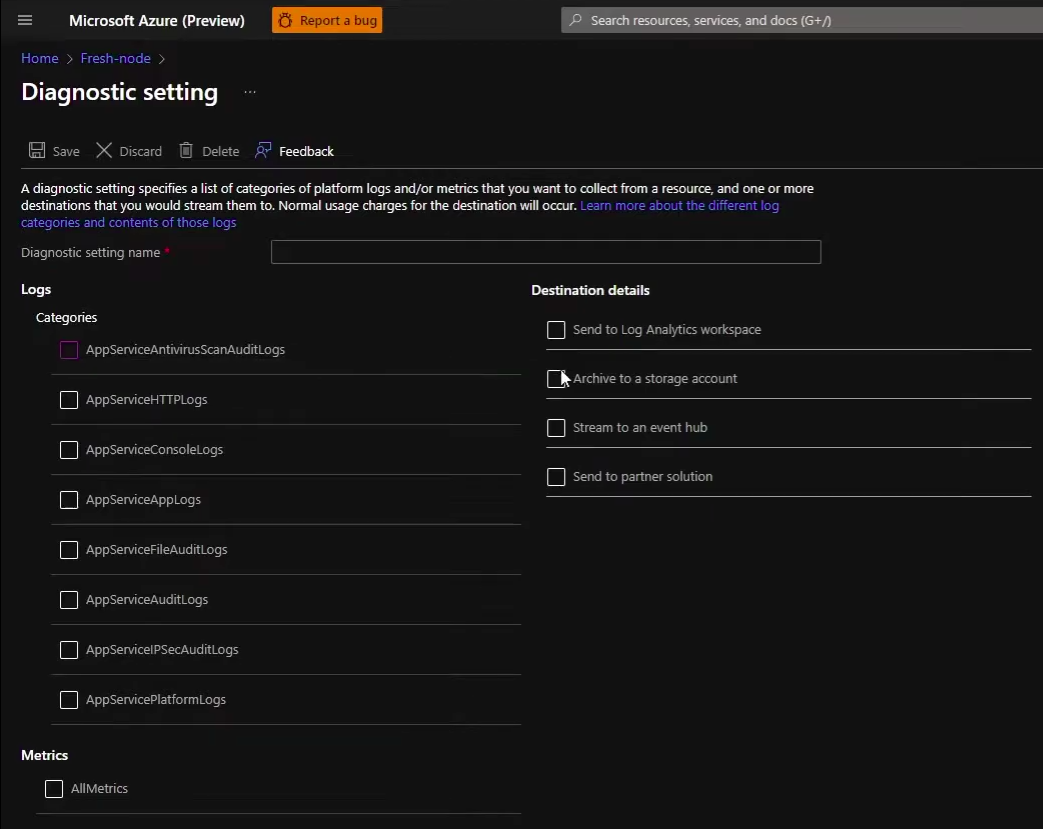 Microsoft Azure (Preview)
Report a bug
Search resources, services, and docs (G+/)
Home > Fresh-node >
Diagnostic setting ...
Save
Discard
Delete
Feedback
A diagnostic setting specifies a list of categories of platform logs and/or metrics that you want to collect from a resource, and one or more
destinations that you would stream them to. Normal usage charges for the destination will occur. Learn more about the different log
categories and contents of those logs
Diagnostic setting name *
Logs
Categories
AppServiceAntivirusScanAuditLogs
AppServiceHTTPLogs
AppServiceConsoleLogs
AppServiceAppLogs
AppServiceFileAuditLogs
AppServiceAuditLogs
AppServiceIPSecAuditLogs
AppServicePlatformLogs
Metrics
AllMetrics
Destination details
Send to Log Analytics workspace
Archive to a storage account
Stream to an event hub
Send to partner solution